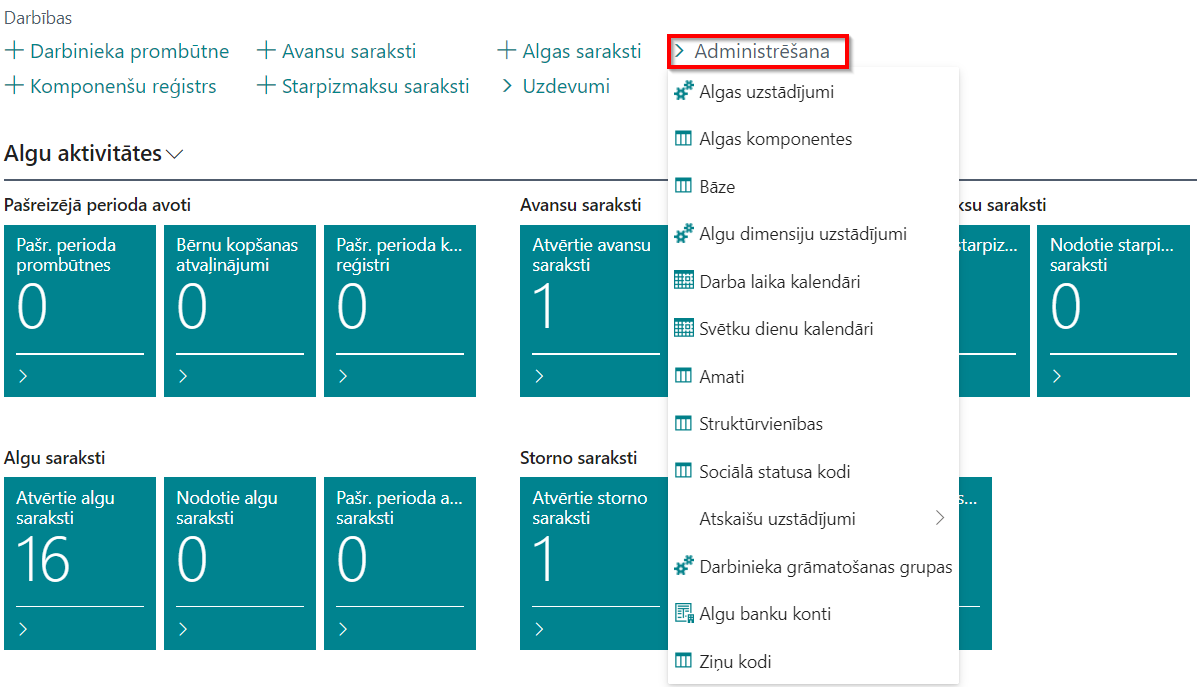 Darbības
Darbinieka prombūtne
Avansu saraksti
Algas saraksti
Administrēšana
Komponenšu reģistrs
Starpizmaksu saraksti
Uzdevumi
Algas uzstādījumi
Algas komponentes
Bāze
Algu dimensiju uzstādījumi
Darba laika kalendāri
Svētku dienu kalendāri
Amati
Struktūrvienības
Sociālā statusa kodi
Atskaišu uzstādījumi
Darbinieka grāmatošanas grupas
Algu banku konti
Ziņu kodi
Algu aktivitātes
Pašreizējā perioda avoti
Pašr. perioda
prombūtnes
0
Bērnu kopšanas
atvaļinājumi
0
Pašr. perioda k...
reģistri
0
Avansu saraksti
Atvērtie avansu
saraksti
1
ksu saraksti
starpiz...
Nodotie starpi...
saraksti
0
Algu saraksti
Atvērtie algu
saraksti
16
Nodotie algu
saraksti
0
Pašr. perioda a...
saraksti
0
Storno saraksti
Atvērtie storno
saraksti
1
s...